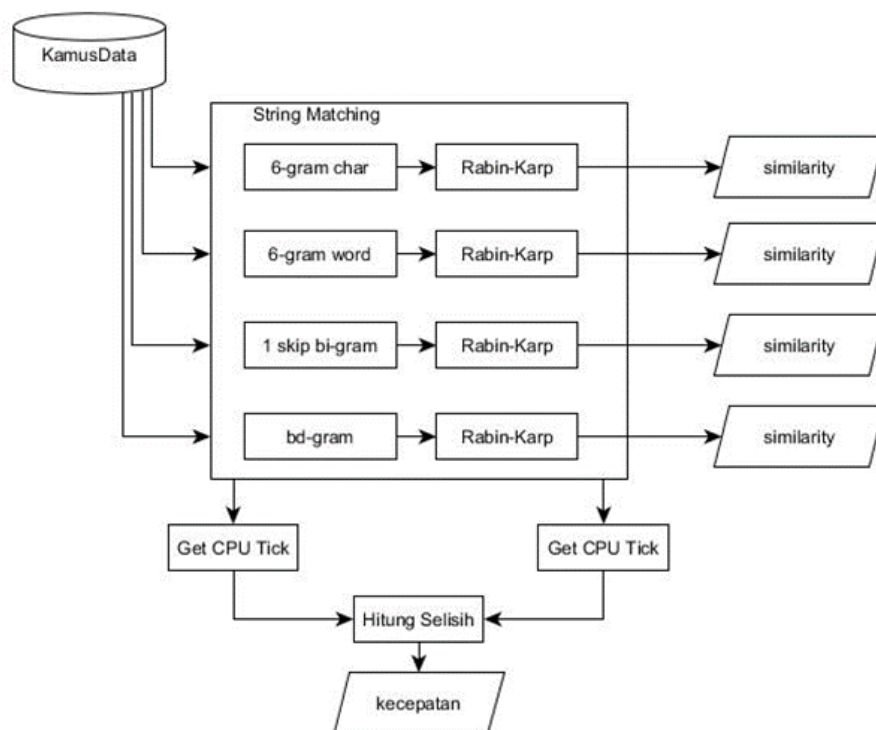 KamusData
String Matching
6-gram char
Rabin-Karp
similarity
6-gram word
Rabin-Karp
similarity
1 skip bi-gram
Rabin-Karp
similarity
bd-gram
Rabin-Karp
similarity
Get CPU Tick
Get CPU Tick
Hitung Selisih
kecepatan